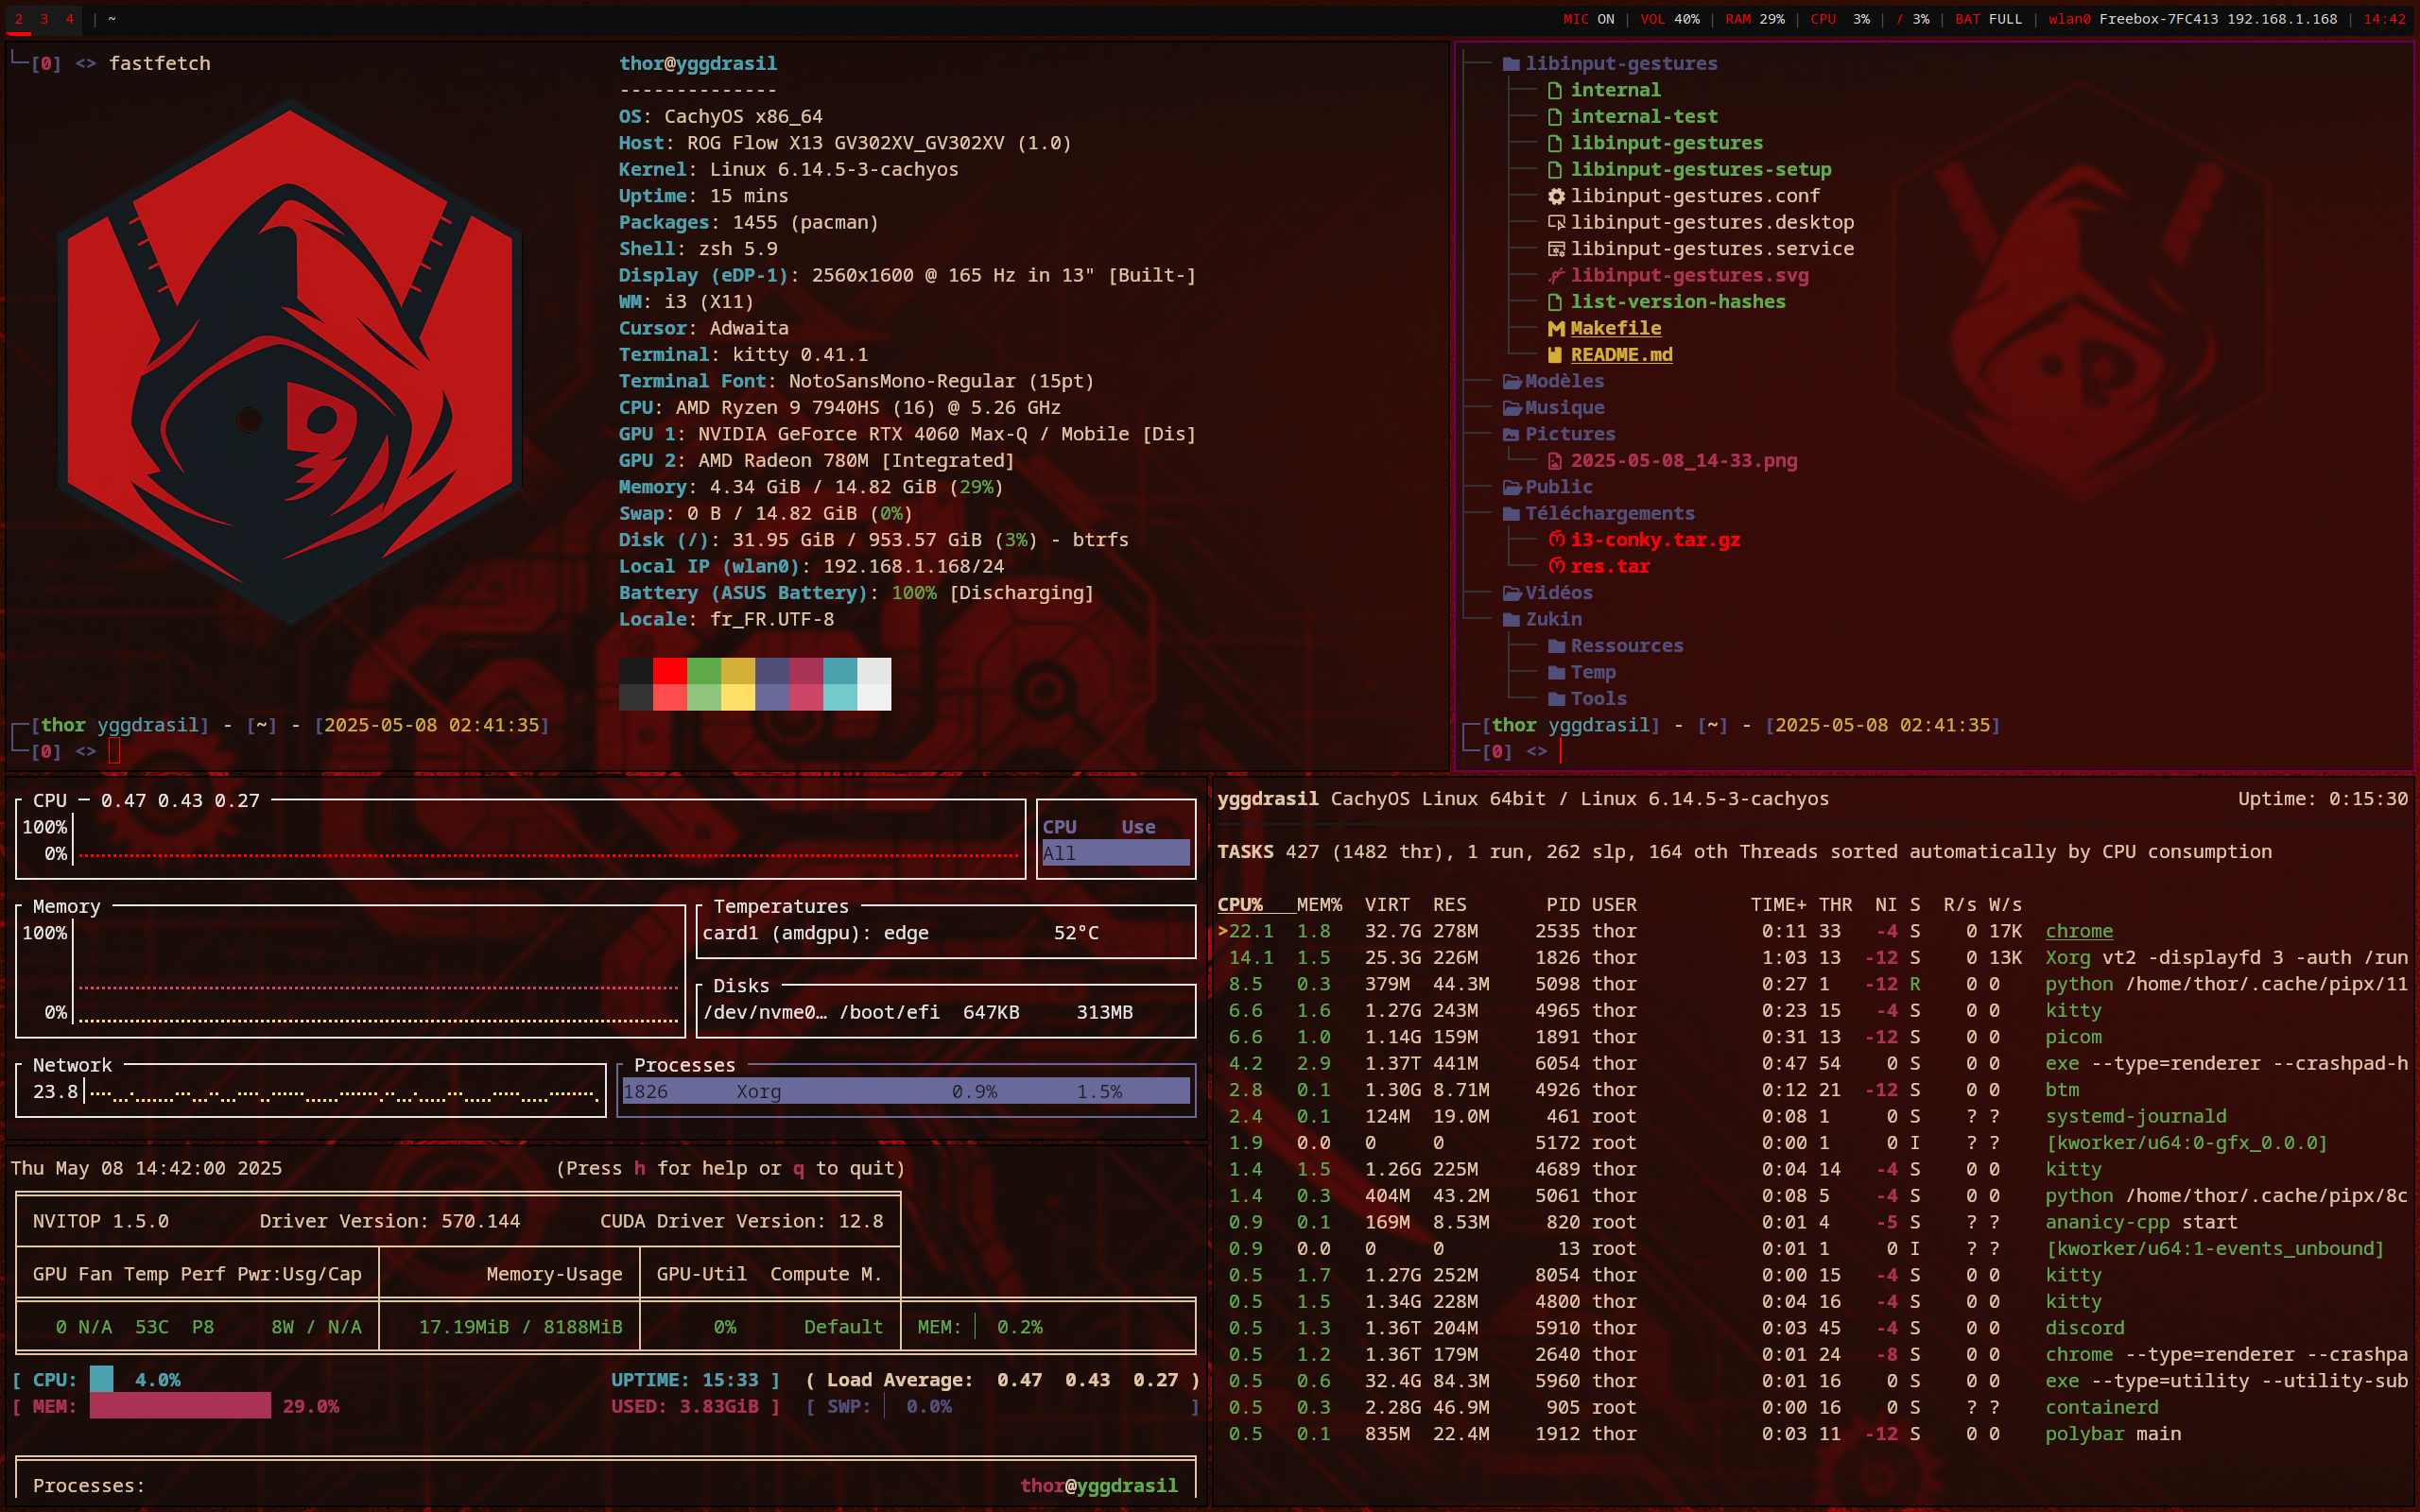 2 3 4 | ~
MIC ON | VOL 40% | RAM 29% | CPU 3% | / 3% | BAT FULL | wlan0 Freebox-7FC413 192.168.1.168 | 14:42
[0] <> fastfetch
thor@yggdrasil
--------------
OS: CachyOS x86_64
Host: ROG Flow X13 GV302XV_GV302XV (1.0)
Kernel: Linux 6.14.5-3-cachyos
Uptime: 15 mins
Packages: 1455 (pacman)
Shell: zsh 5.9
Display (eDP-1): 2560x1600 @ 165 Hz in 13" [Built-]
WM: i3 (X11)
Cursor: Adwaita
Terminal: kitty 0.41.1
Terminal Font: NotoSansMono-Regular (15pt)
CPU: AMD Ryzen 9 7940HS (16) @ 5.26 GHz
GPU 1: NVIDIA GeForce RTX 4060 Max-Q / Mobile [Dis]
GPU 2: AMD Radeon 780M [Integrated]
Memory: 4.34 GiB / 14.82 GiB (29%)
Swap: 0 B / 14.82 GiB (0%)
Disk (/): 31.95 GiB / 953.57 GiB (3%) - btrfs
Local IP (wlan0): 192.168.1.168/24
Battery (ASUS Battery): 100% [Discharging]
Locale: fr_FR.UTF-8
[thor yggdrasil] - [~] - [2025-05-08 02:41:35]
[0] <>
libinput-gestures
internal
internal-test
libinput-gestures
libinput-gestures-setup
libinput-gestures.conf
libinput-gestures.desktop
libinput-gestures.service
libinput-gestures.svg
list-version-hashes
Makefile
README.md
Modèles
Musique
Pictures
2025-05-08_14-33.png
Public
Téléchargements
i3-conky.tar.gz
res.tar
Vidéos
Zukin
Ressources
Temp
Tools
[thor yggdrasil] - [~] - [2025-05-08 02:41:35]
[0] <>
CPU — 0.47 0.43 0.27
100%
0%
CPU Use
All
Memory
100%
0%
Temperatures
card1 (amdgpu): edge 52°C
Disks
/dev/nvme0… /boot/efi 647KB 313MB
Network
23.8
Processes
1826 Xorg 0.9% 1.5%
Thu May 08 14:42:00 2025 (Press h for help or q to quit)
NVITOP 1.5.0 Driver Version: 570.144 CUDA Driver Version: 12.8
GPU Fan Temp Perf Pwr:Usg/Cap Memory-Usage GPU-Util Compute M.
0 N/A 53C P8 8W / N/A 17.19MiB / 8188MiB 0% Default MEM: 0.2%
[ CPU: 4.0% UPTIME: 15:33 ] ( Load Average: 0.47 0.43 0.27 )
[ MEM: 29.0% USED: 3.83GiB ] [ SWP: 0.0% ]
Processes: thor@yggdrasil
yggdrasil CachyOS Linux 64bit / Linux 6.14.5-3-cachyos Uptime: 0:15:30
TASKS 427 (1482 thr), 1 run, 262 slp, 164 oth Threads sorted automatically by CPU consumption
CPU% MEM% VIRT RES PID USER TIME+ THR NI S R/s W/s
>22.1 1.8 32.7G 278M 2535 thor 0:11 33 -4 S 0 17K chrome
14.1 1.5 25.3G 226M 1826 thor 1:03 13 -12 S 0 13K Xorg vt2 -displayfd 3 -auth /run
8.5 0.3 379M 44.3M 5098 thor 0:27 1 -12 R 0 0 python /home/thor/.cache/pipx/11
6.6 1.6 1.27G 243M 4965 thor 0:23 15 -4 S 0 0 kitty
6.6 1.0 1.14G 159M 1891 thor 0:31 13 -12 S 0 0 picom
4.2 2.9 1.37T 441M 6054 thor 0:47 54 0 S 0 0 exe --type=renderer --crashpad-h
2.8 0.1 1.30G 8.71M 4926 thor 0:12 21 -12 S 0 0 btm
2.4 0.1 124M 19.0M 461 root 0:08 1 0 S ? ? systemd-journald
1.9 0.0 0 0 5172 root 0:00 1 0 I ? ? [kworker/u64:0-gfx_0.0.0]
1.4 1.5 1.26G 225M 4689 thor 0:04 14 -4 S 0 0 kitty
1.4 0.3 404M 43.2M 5061 thor 0:08 5 -4 S 0 0 python /home/thor/.cache/pipx/8c
0.9 0.1 169M 8.53M 820 root 0:01 4 -5 S ? ? ananicy-cpp start
0.9 0.0 0 0 13 root 0:01 1 0 I ? ? [kworker/u64:1-events_unbound]
0.5 1.7 1.27G 252M 8054 thor 0:00 15 -4 S 0 0 kitty
0.5 1.5 1.34G 228M 4800 thor 0:04 16 -4 S 0 0 kitty
0.5 1.3 1.36T 204M 5910 thor 0:03 45 -4 S 0 0 discord
0.5 1.2 1.36T 179M 2640 thor 0:01 24 -8 S 0 0 chrome --type=renderer --crashpa
0.5 0.6 32.4G 84.3M 5960 thor 0:01 16 0 S 0 0 exe --type=utility --utility-sub
0.5 0.3 2.28G 46.9M 905 root 0:00 16 0 S ? ? containerd
0.5 0.1 835M 22.4M 1912 thor 0:03 11 -12 S 0 0 polybar main